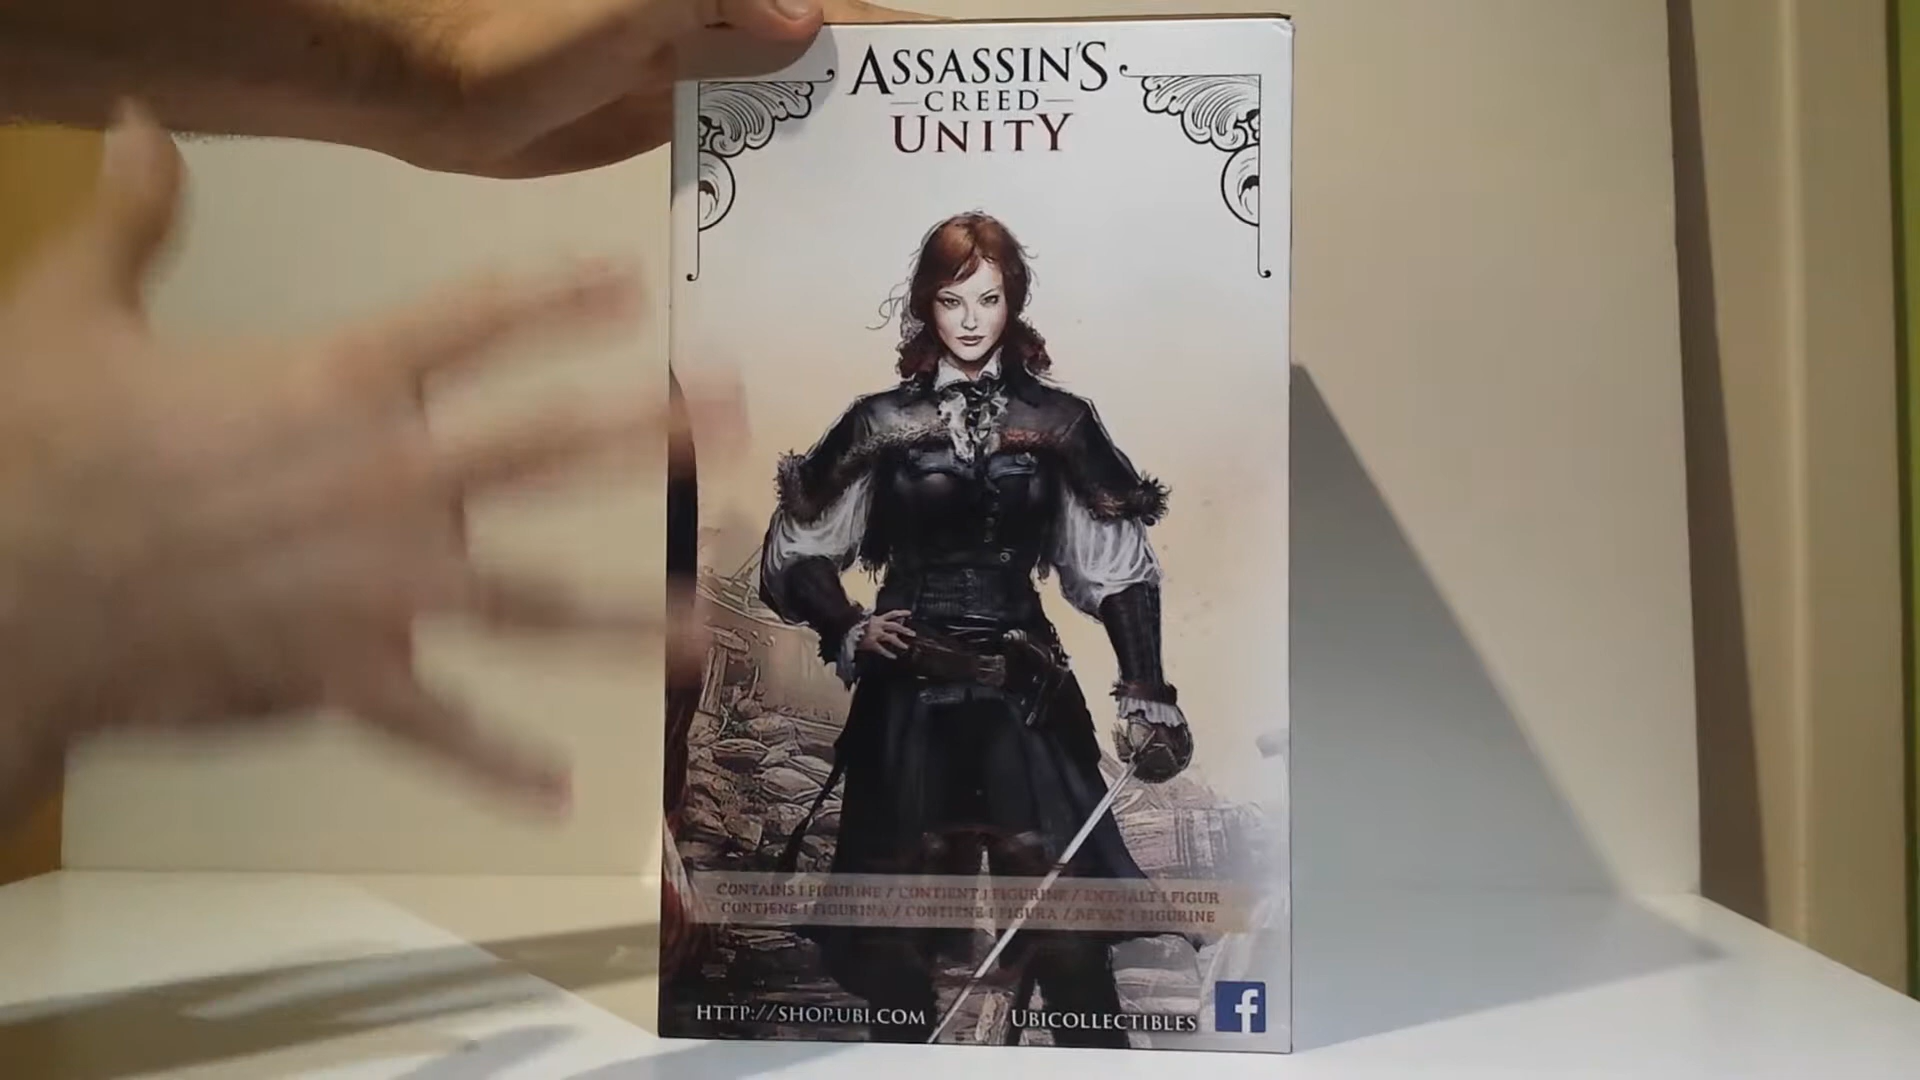 ASSASSIN'S
CREED
UNITY
CONTAINS 1 FIGURINE / CONTIENT 1 FIGURINE / ENTHÄLT 1 FIGUR
CONTIENE 1 FIGURINA / CONTIENE 1 FIGURA / 1 FIGURINE
HTTP://SHOP.UBI.COM
UBICOLLECTIBLES
f